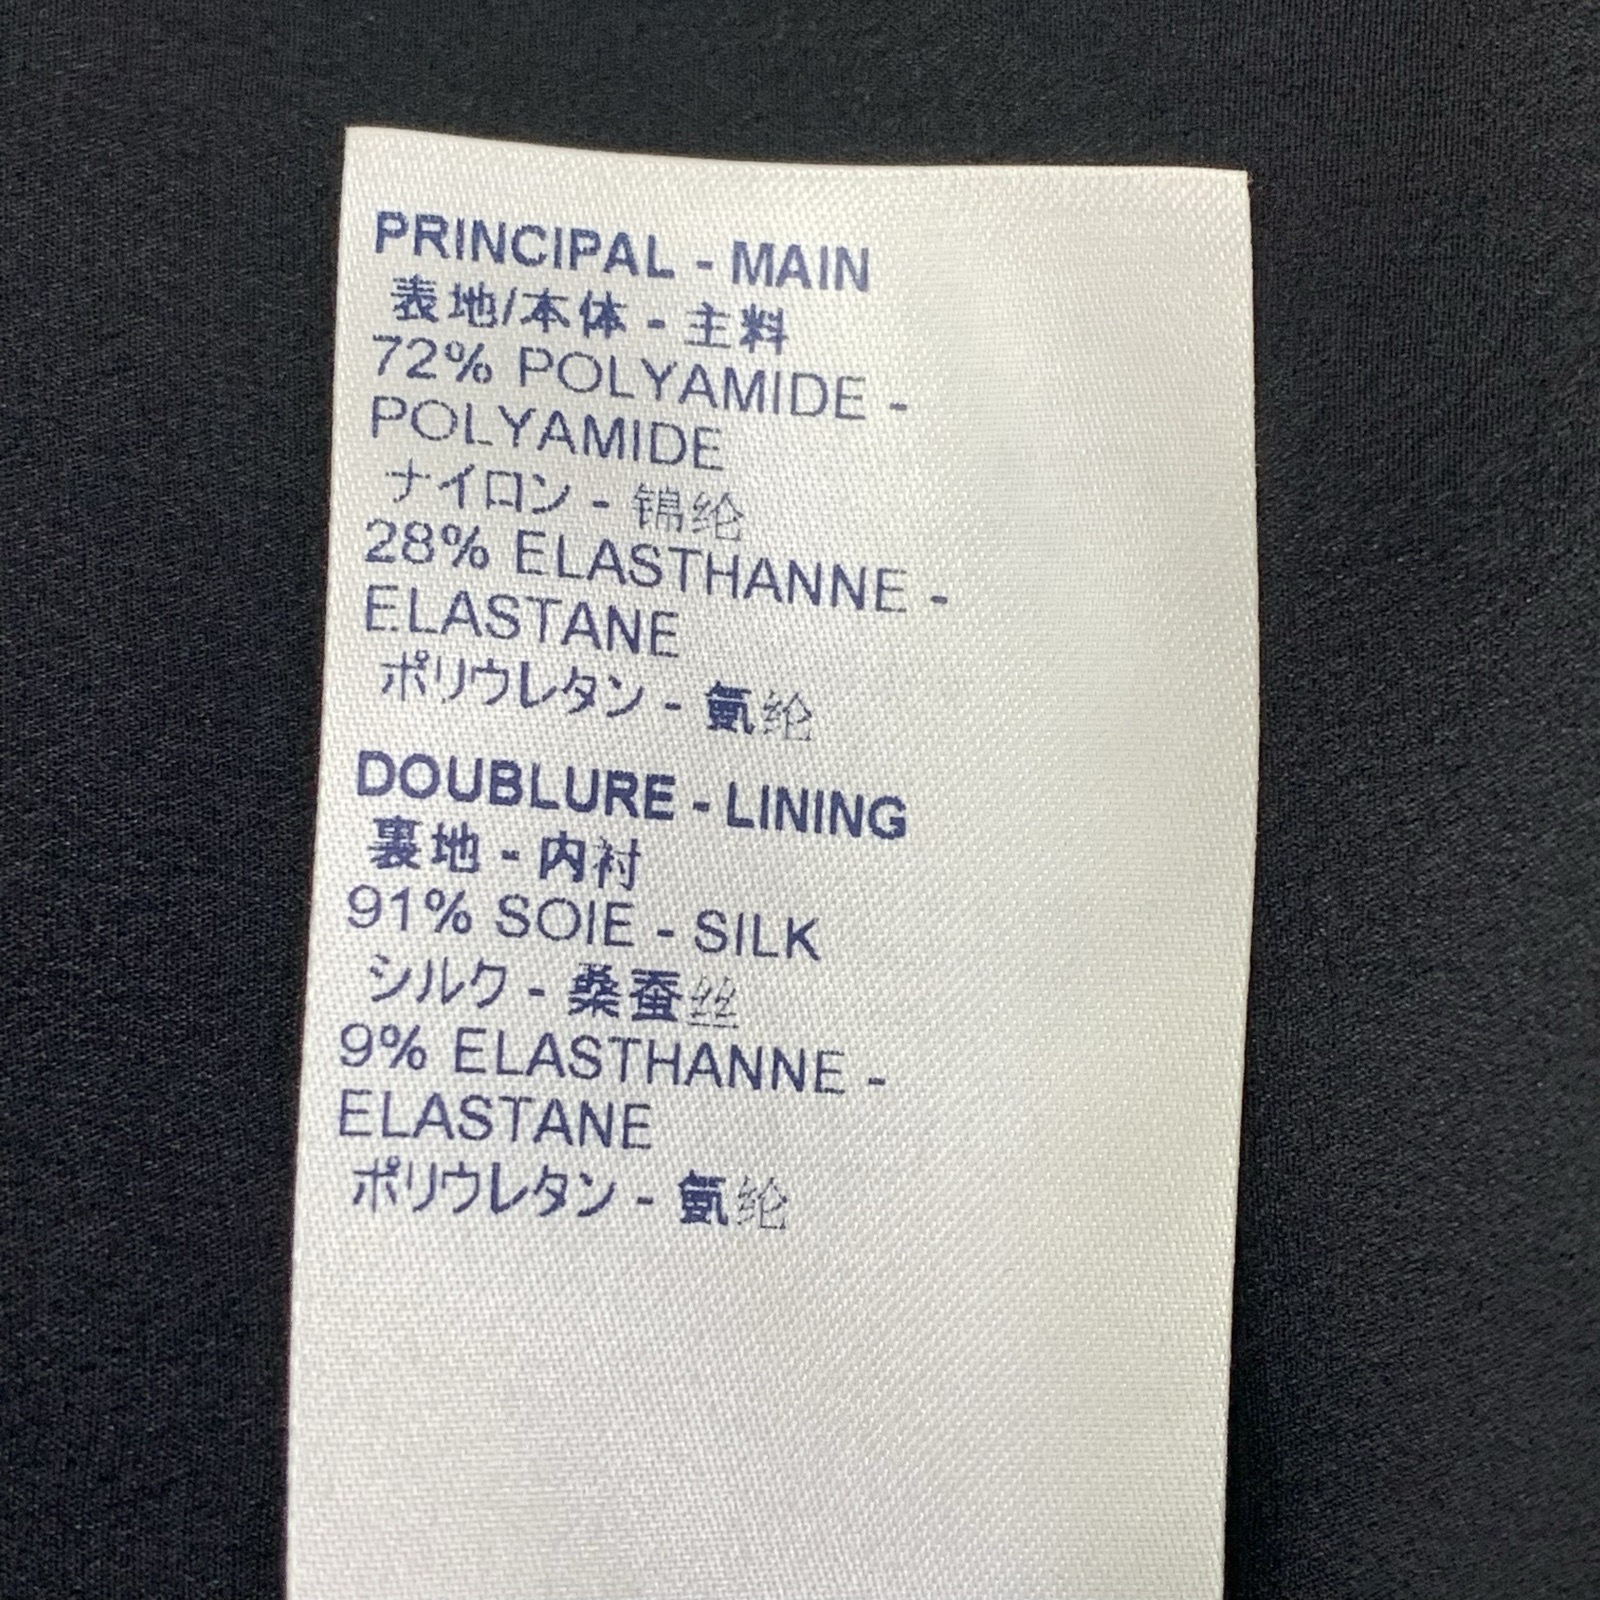 PRINCIPAL - MAIN
表地/本体 - 主料
72% POLYAMIDE -
POLYAMIDE
ナイロン - 锦纶
28% ELASTHANNE -
ELASTANE
ポリウレタン - 氨纶
DOUBLURE - LINING
裏地 - 内衬
91% SOIE - SILK
シルク - 桑蚕丝
9% ELASTHANNE -
ELASTANE
ポリウレタン - 氨纶